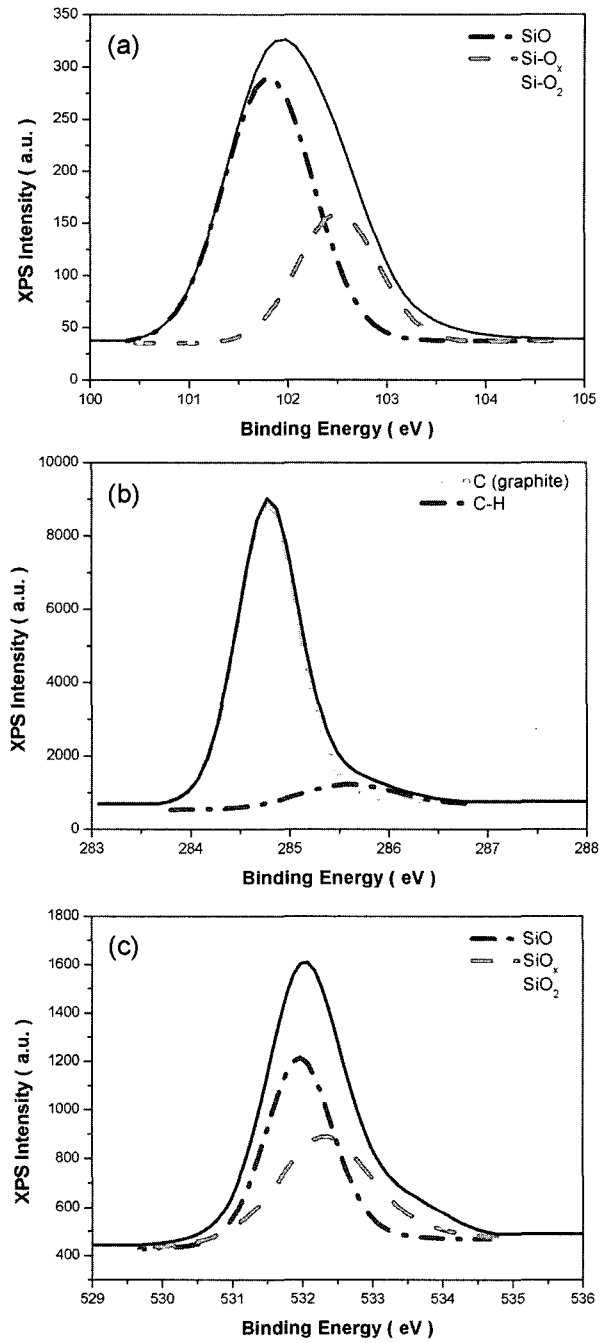 (a)
SiO
Si-Oₓ
Si-O₂
350
300
250
200
150
100
50
0
XPS Intensity ( a.u. )
100 101 102 103 104 105
Binding Energy ( eV )
(b)
C (graphite)
C-H
10000
8000
6000
4000
2000
0
XPS Intensity ( a.u. )
283 284 285 286 287 288
Binding Energy ( eV )
(c)
SiO
SiOₓ
SiO₂
1800
1600
1400
1200
1000
800
600
400
XPS Intensity ( a.u. )
529 530 531 532 533 534 535 536
Binding Energy ( eV )